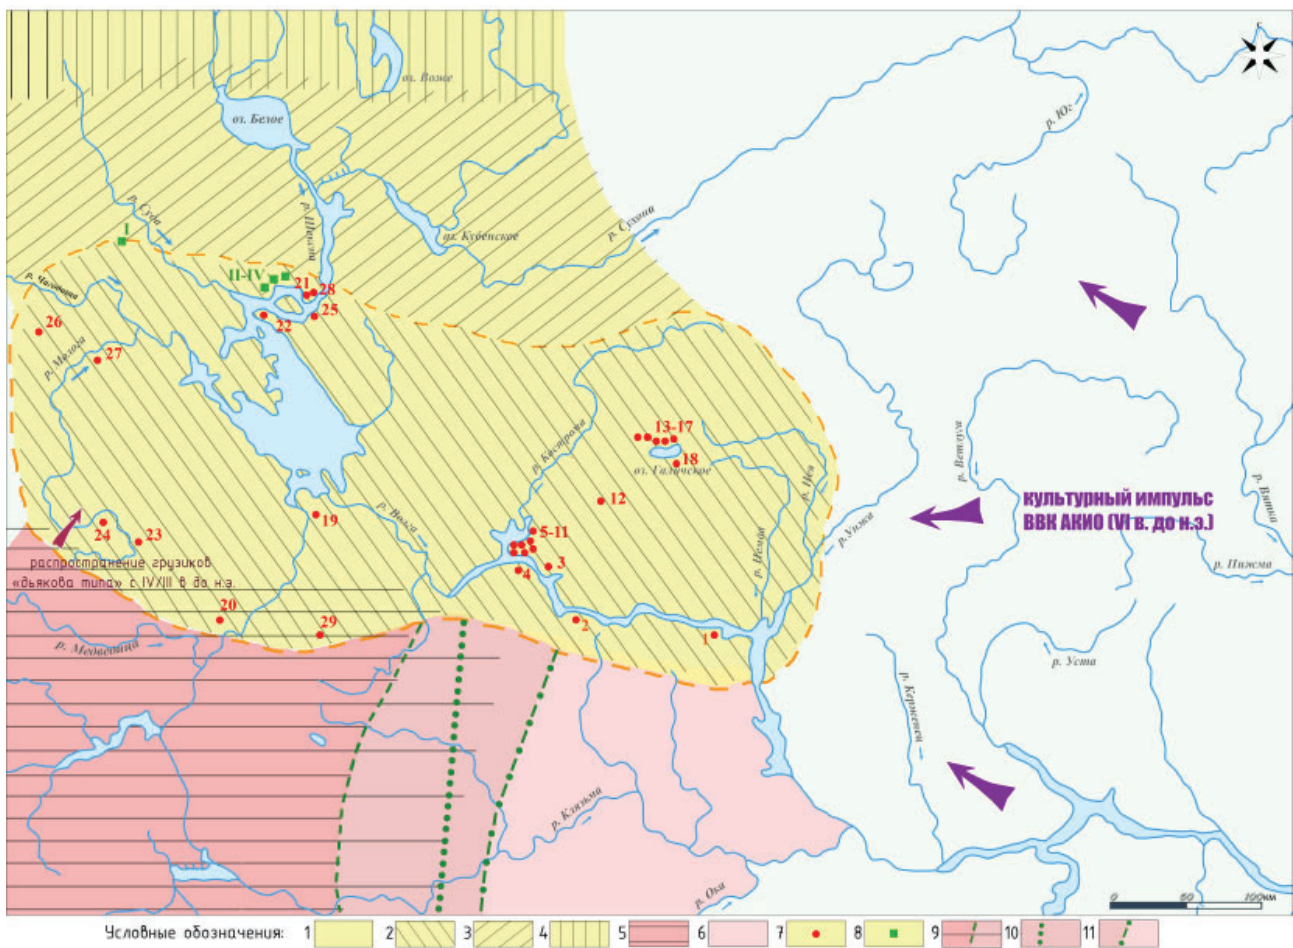 с
оз. Воже
оз. Белое
р. Юг
р. Суда
р. Шексна
р. Сухона
оз. Кубенское
I
II-IV
21
28
р. Чагодоща
22
25
26
27
р. Молога
13-17
18
оз. Галичское
р. Кострома
р. Нея
р. Ветлуга
р. Вятка
12
КУЛЬТУРНЫЙ ИМПУЛЬС
ВВК АКИО (VI в. до н.э.)
19
р. Волга
5-11
р. Унжа
24
23
3
4
р. Немда
распространение грузиков
«дьякова типа» с IV/III в до н.э.
р. Пижма
20
29
2
1
р. Медведица
р. Уста
р. Керженец
р. Клязьма
р. Ока
0 50 100км
Условные обозначения: 1 2 3 4 5 6 7 8 9 10 11